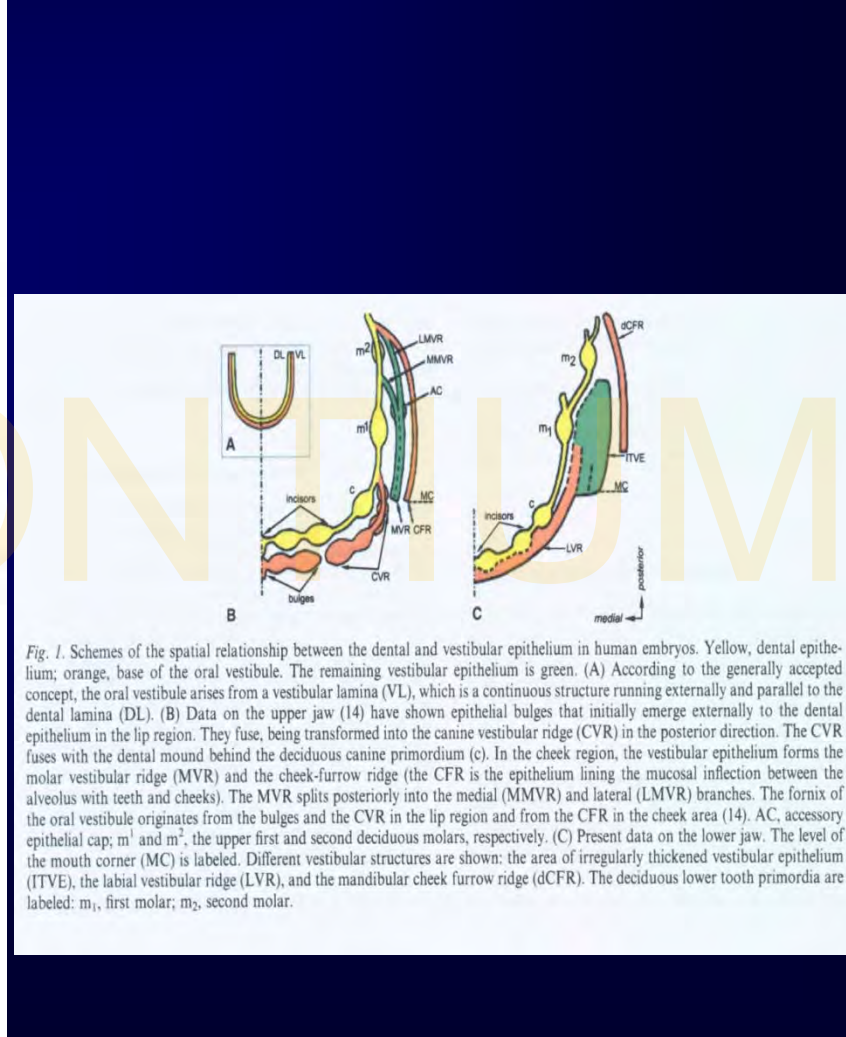 DL VL
A
m2
LMVR
MMVR
AC
m1
c
MC
incisors
MVR CFR
CVR
bulges
B
dCFR
m2
m1
ITVE
MC
c
incisors
LVR
posterior
medial
C
ONTIUM
Fig. 1. Schemes of the spatial relationship between the dental and vestibular epithelium in human embryos. Yellow, dental epithe-
lium; orange, base of the oral vestibule. The remaining vestibular epithelium is green. (A) According to the generally accepted
concept, the oral vestibule arises from a vestibular lamina (VL), which is a continuous structure running externally and parallel to the
dental lamina (DL). (B) Data on the upper jaw (14) have shown epithelial bulges that initially emerge externally to the dental
epithelium in the lip region. They fuse, being transformed into the canine vestibular ridge (CVR) in the posterior direction. The CVR
fuses with the dental mound behind the deciduous canine primordium (c). In the cheek region, the vestibular epithelium forms the
molar vestibular ridge (MVR) and the cheek-furrow ridge (the CFR is the epithelium lining the mucosal inflection between the
alveolus with teeth and cheeks). The MVR splits posteriorly into the medial (MMVR) and lateral (LMVR) branches. The fornix of
the oral vestibule originates from the bulges and the CVR in the lip region and from the CFR in the cheek area (14). AC, accessory
epithelial cap; m¹ and m², the upper first and second deciduous molars, respectively. (C) Present data on the lower jaw. The level of
the mouth corner (MC) is labeled. Different vestibular structures are shown: the area of irregularly thickened vestibular epithelium
(ITVE), the labial vestibular ridge (LVR), and the mandibular cheek furrow ridge (dCFR). The deciduous lower tooth primordia are
labeled: m₁, first molar; m₂, second molar.